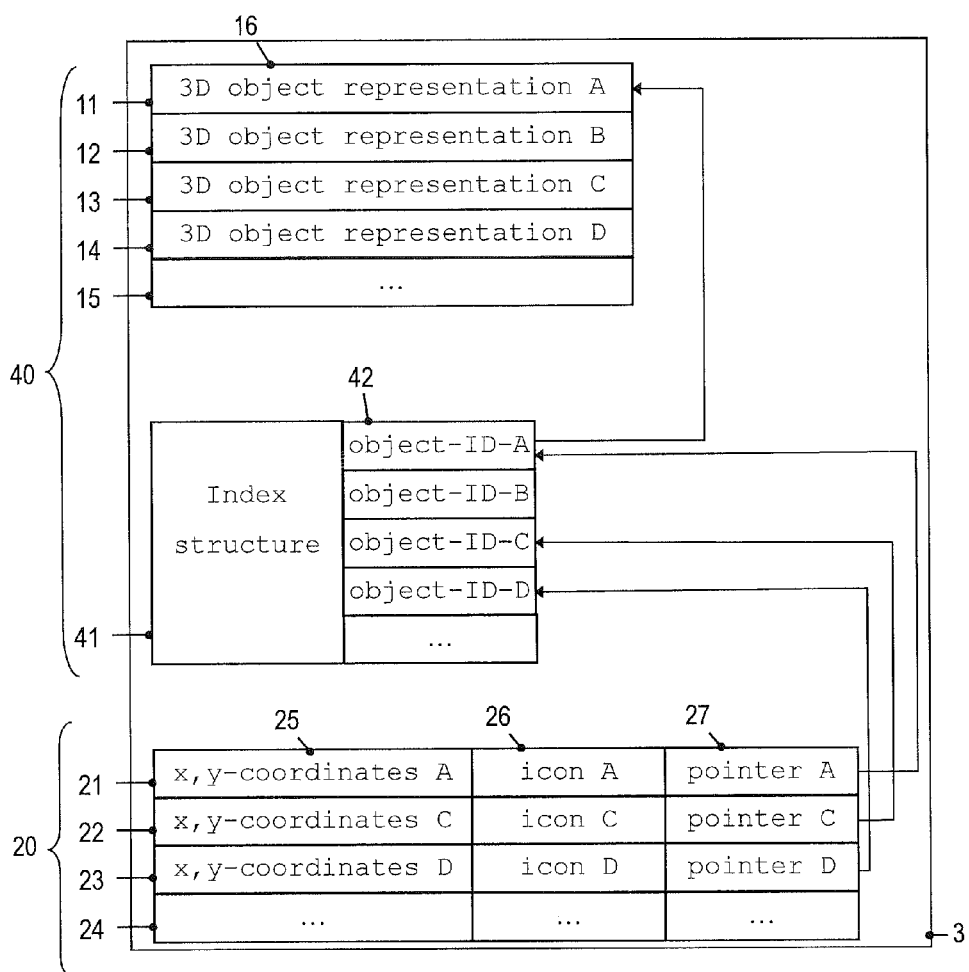 16
11 3D object representation A
12 3D object representation B
13 3D object representation C
14 3D object representation D
15 ...
40
42
object-ID-A
Index object-ID-B
structure object-ID-C
object-ID-D
41 ...
25 26 27
21 x,y-coordinates A icon A pointer A
22 x,y-coordinates C icon C pointer C
20
23 x,y-coordinates D icon D pointer D
24 ... ... ...
3